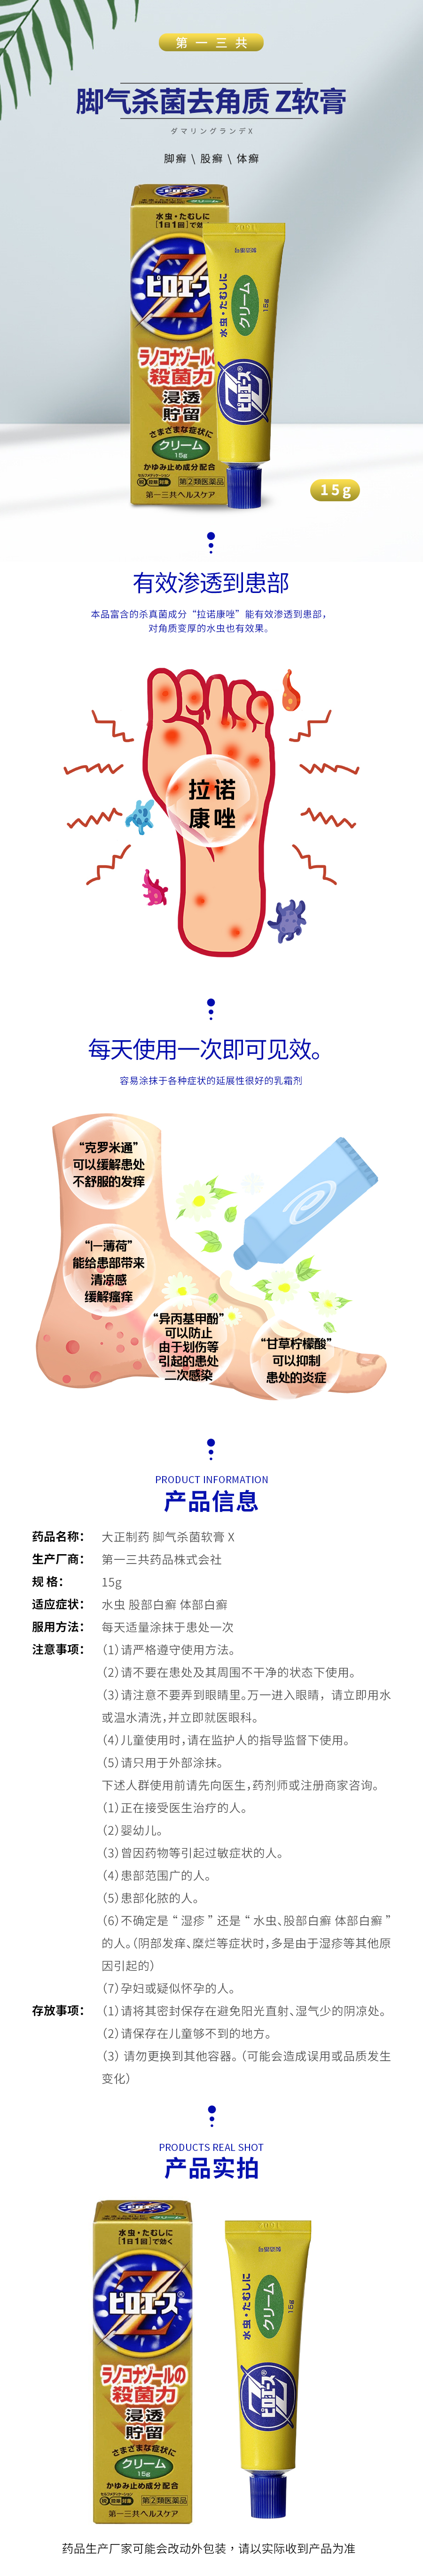 第一三共
脚气杀菌去角质 Z软膏
ダマリングランデX
脚癣 \ 股癣 \ 体癣
水虫・たむしに
［1日1回］で効く
Z
ピロエース
ラノコナゾールの
殺菌力
浸透
貯留
さまざまな症状に
クリーム
15g
かゆみ止め成分配合
第②類医薬品
第一三共ヘルスケア
水虫・たむしに
クリーム
15g
ピロエース
Z
15g
有效渗透到患部
本品富含的杀真菌成分“拉诺康唑”能有效渗透到患部，
对角质变厚的水虫也有效果。
拉诺
康唑
每天使用一次即可见效。
容易涂抹于各种症状的延展性很好的乳霜剂
“克罗米通”
可以缓解患处
不舒服的发痒
“l一薄荷”
能给患部带来
清凉感
缓解瘙痒
“异丙基甲酚”
可以防止
由于划伤等
引起的患处
二次感染
“甘草柠檬酸”
可以抑制
患处的炎症
PRODUCT INFORMATION
产品信息
药品名称： 大正制药 脚气杀菌软膏 X
生产厂商： 第一三共药品株式会社
规 格： 15g
适应症状： 水虫 股部白癣 体部白癣
服用方法： 每天适量涂抹于患处一次
注意事项： （1）请严格遵守使用方法。
（2）请不要在患处及其周围不干净的状态下使用。
（3）请注意不要弄到眼睛里。万一进入眼睛，请立即用水
或温水清洗，并立即就医眼科。
（4）儿童使用时，请在监护人的指导监督下使用。
（5）请只用于外部涂抹。
下述人群使用前请先向医生，药剂师或注册商家咨询。
（1）正在接受医生治疗的人。
（2）婴幼儿。
（3）曾因药物等引起过敏症状的人。
（4）患部范围广的人。
（5）患部化脓的人。
（6）不确定是“湿疹”还是“水虫、股部白癣 体部白癣”
的人。（阴部发痒、糜烂等症状时，多是由于湿疹等其他原
因引起的）
（7）孕妇或疑似怀孕的人。
存放事项： （1）请将其密封保存在避免阳光直射、湿气少的阴凉处。
（2）请保存在儿童够不到的地方。
（3）请勿更换到其他容器。（可能会造成误用或品质发生
变化）
PRODUCTS REAL SHOT
产品实拍
水虫・たむしに
［1日1回］で効く
Z
ピロエース
ラノコナゾールの
殺菌力
浸透
貯留
さまざまな症状に
クリーム
15g
かゆみ止め成分配合
第②類医薬品
第一三共ヘルスケア
水虫・たむしに
クリーム
15g
ピロエース
Z
药品生产厂家可能会改动外包装，请以实际收到产品为准